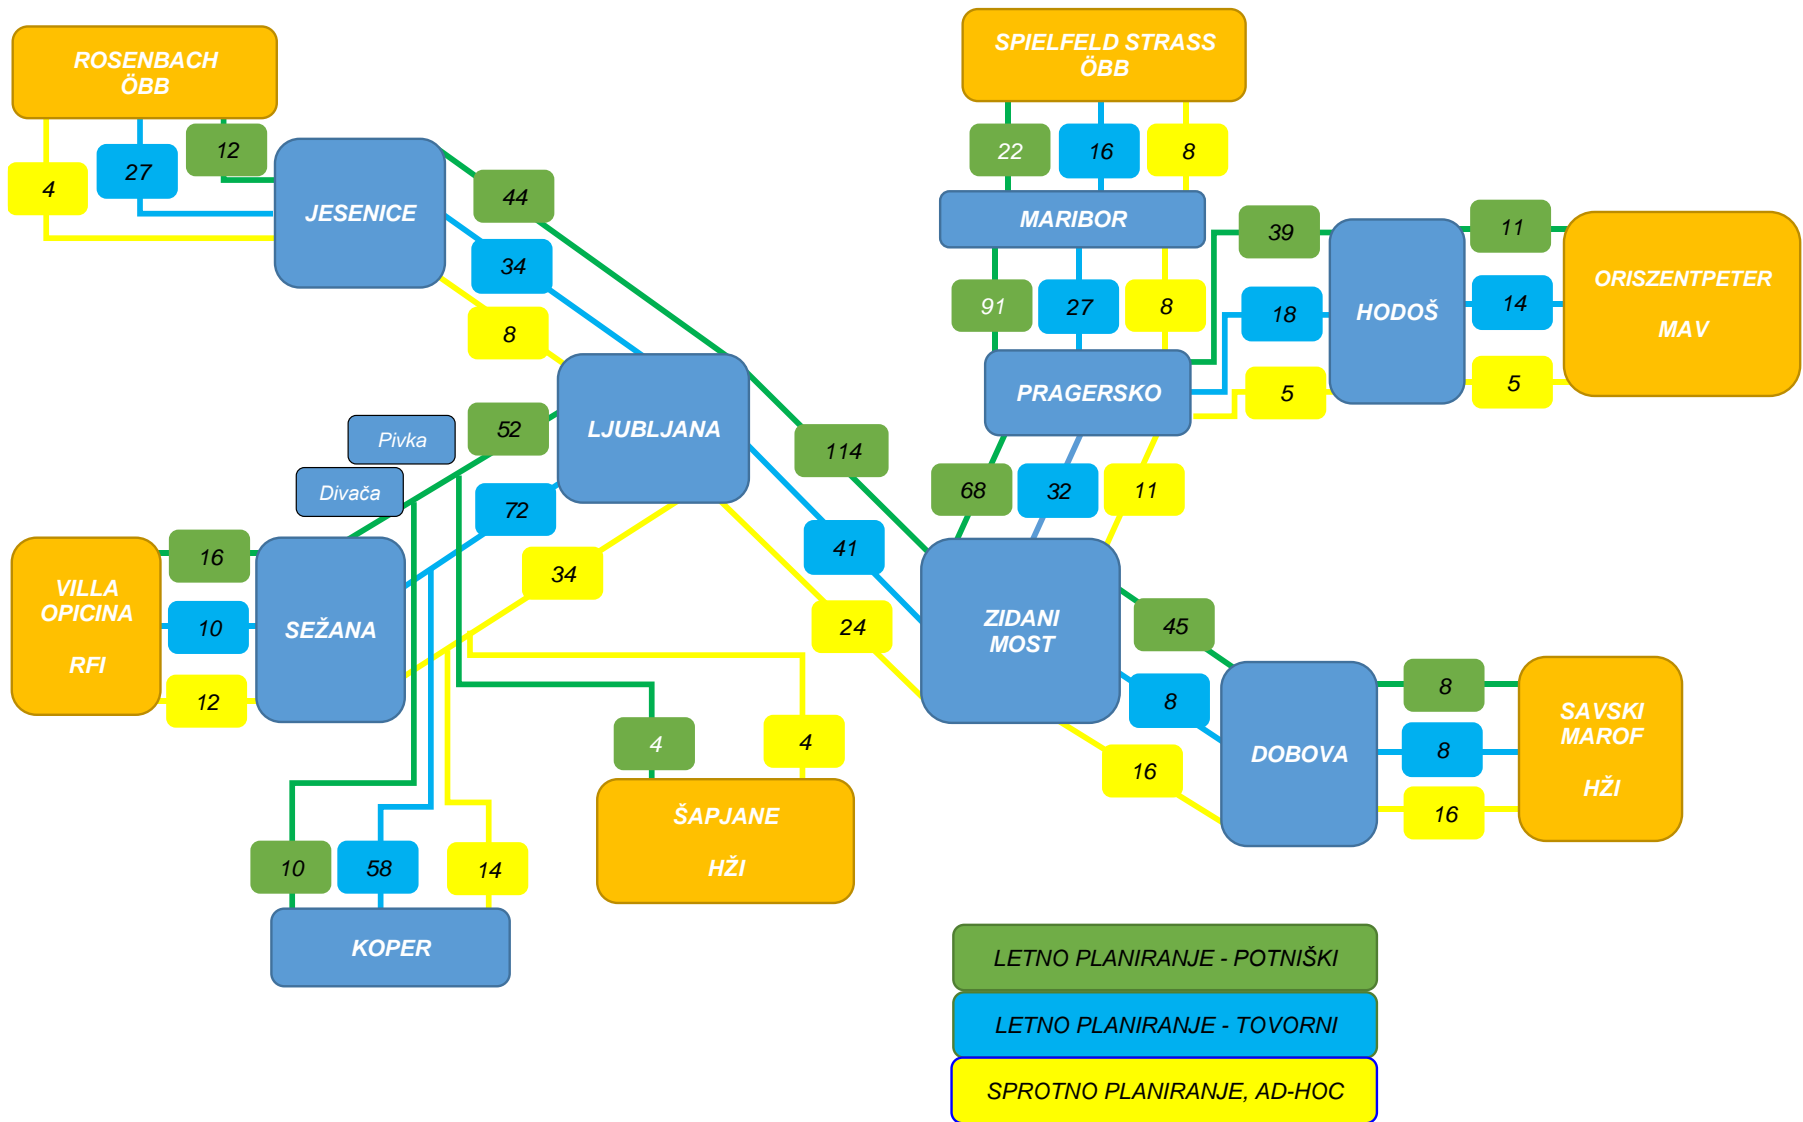 ROSENBACH
ÖBB
SPIELFELD STRASS
ÖBB
12
27
4
22
16
8
JESENICE
44
34
8
MARIBOR
39
11
91
27
8
18
14
HODOŠ
ORISZENTPETER
MAV
PRAGERSKO
5
5
LJUBLJANA
Pivka
52
Divača
72
114
68
32
11
VILLA
OPICINA
RFI
16
10
12
SEŽANA
34
41
24
ZIDANI
MOST
45
8
16
DOBOVA
8
8
16
SAVSKI
MAROF
HŽI
4
4
ŠAPJANE
HŽI
10
58
14
KOPER
LETNO PLANIRANJE - POTNIŠKI
LETNO PLANIRANJE - TOVORNI
SPROTNO PLANIRANJE, AD-HOC